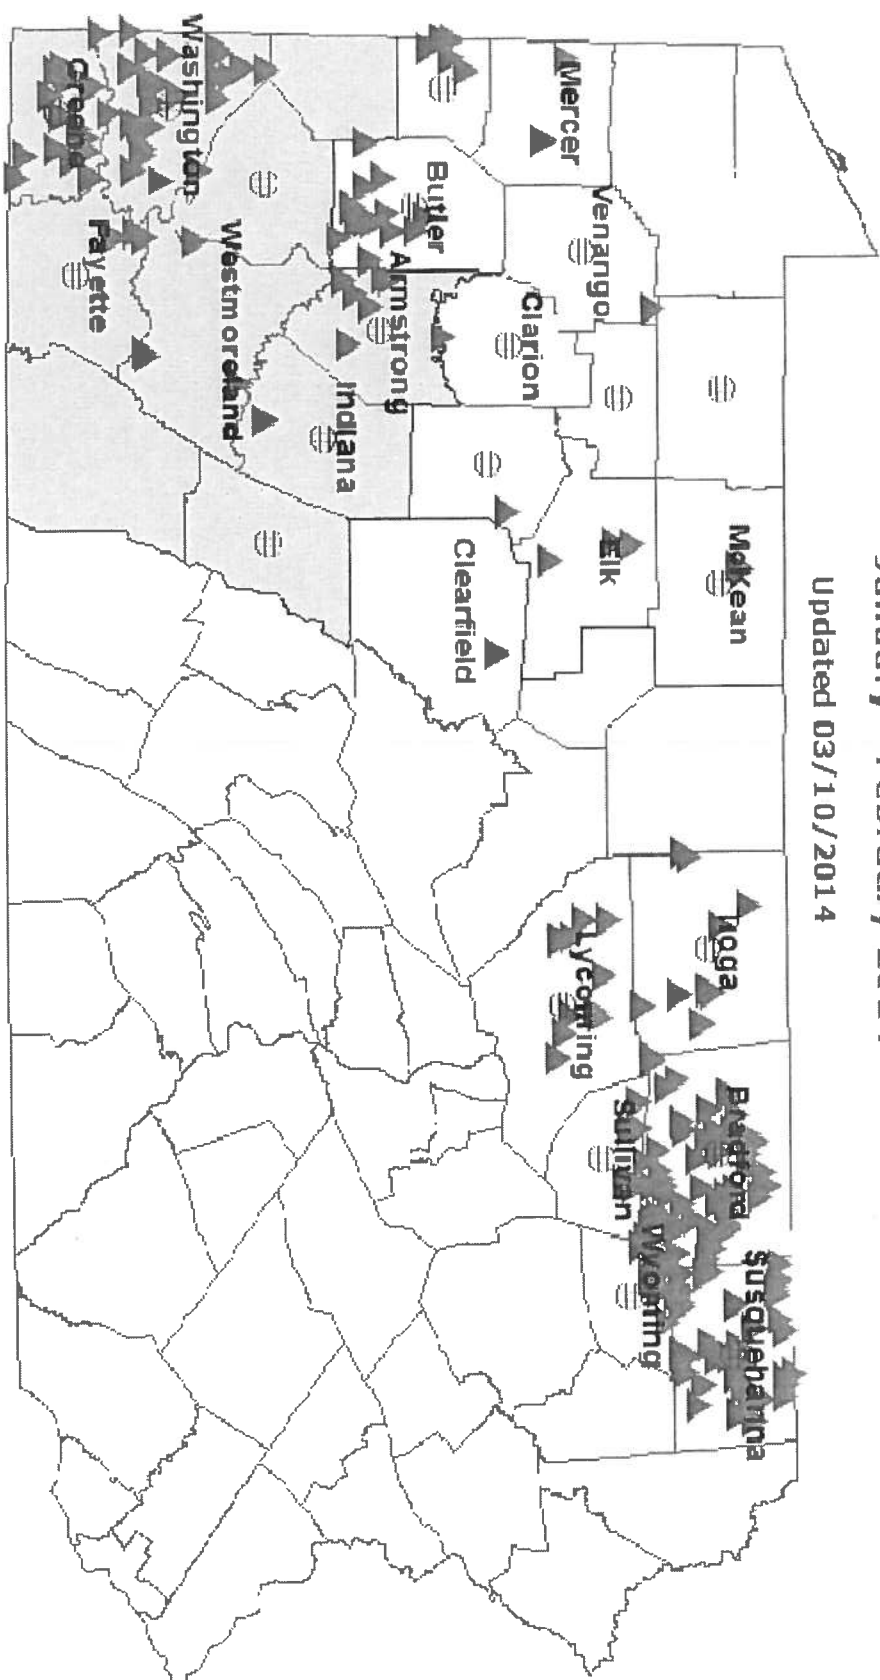 Updated 03/10/2014
Susquehanna
McKean
Tioga
Bradford
Wyoming
Sullivan
Venango
Elk
Lycoming
Mercer
Clarion
Clearfield
Butler
Armstrong
Indiana
Westmoreland
Washington
Fayette
Greene